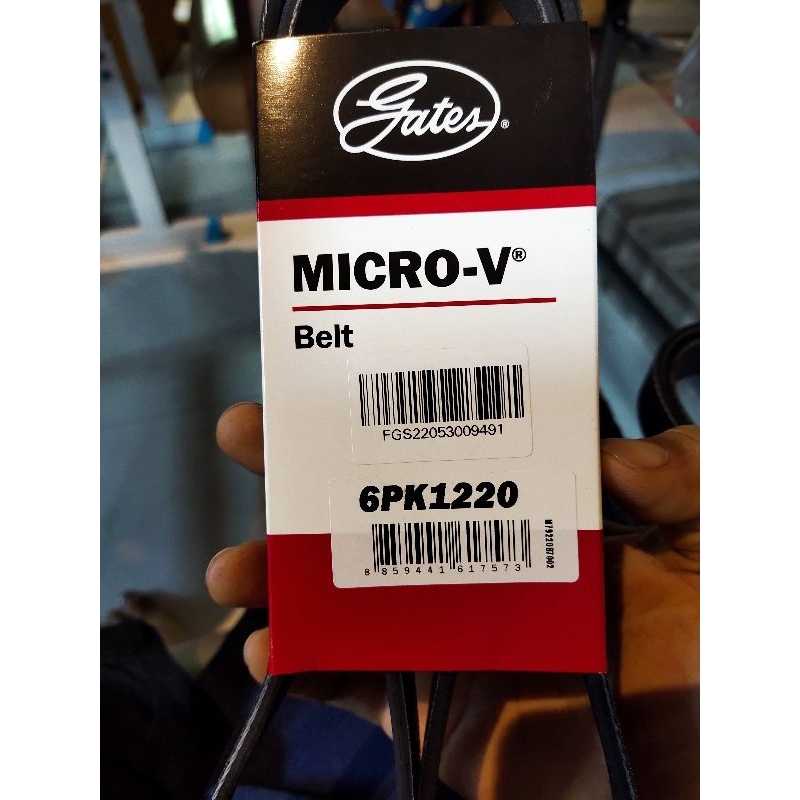 Gates®
MICRO-V®
Belt
FGS22053009491
6PK1220
8 859441 617573